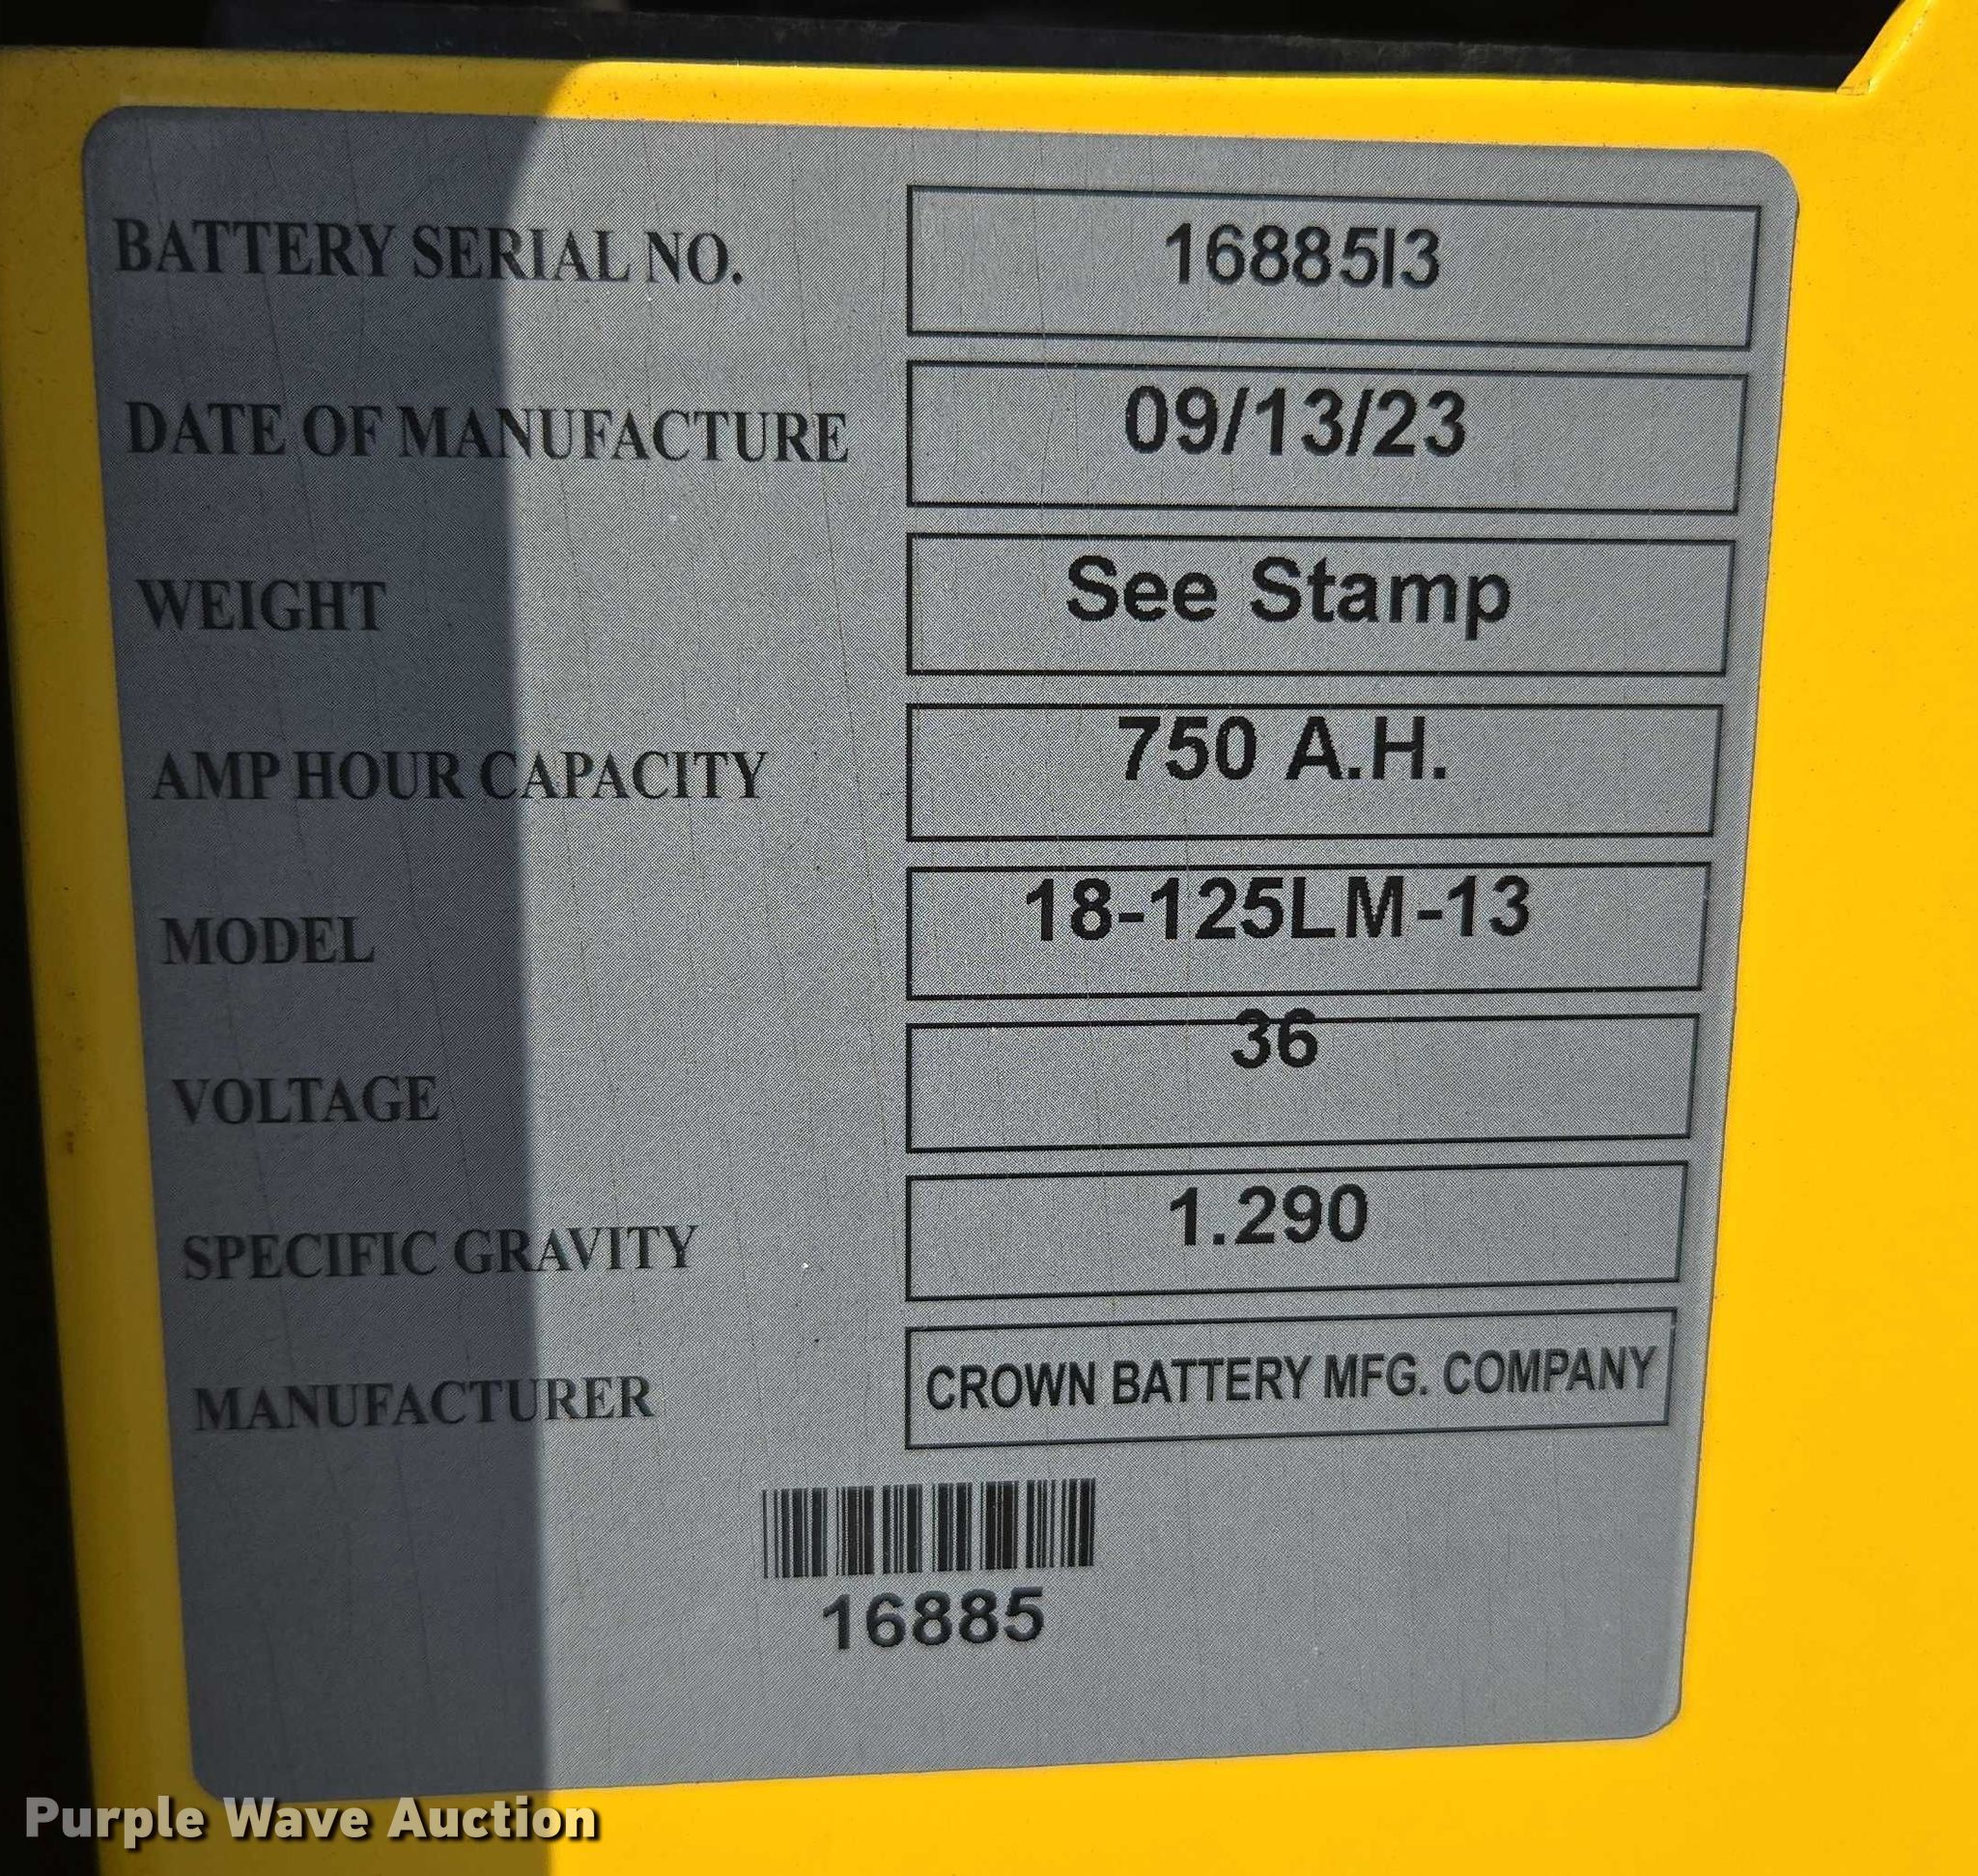 BATTERY SERIAL NO. 16885I3
DATE OF MANUFACTURE 09/13/23
WEIGHT See Stamp
AMP HOUR CAPACITY 750 A.H.
MODEL 18-125LM-13
VOLTAGE 36
SPECIFIC GRAVITY 1.290
MANUFACTURER CROWN BATTERY MFG. COMPANY
16885
Purple Wave Auction